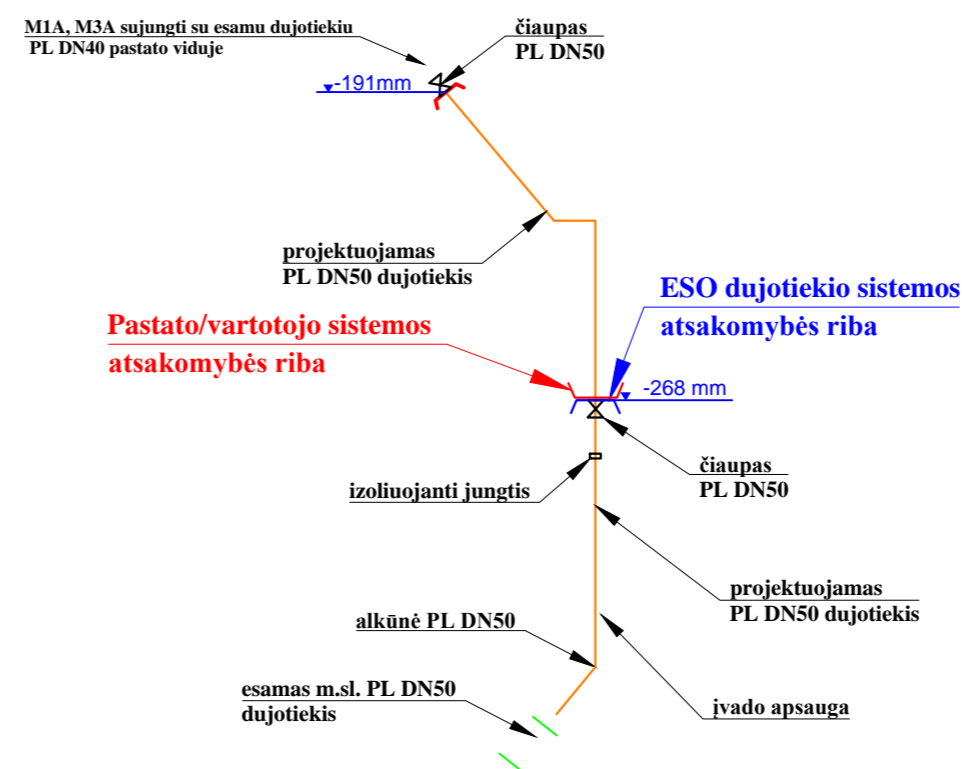 M1A, M3A sujungti su esamu dujotiekiu
PL DN40 pastato viduje
čiaupas
PL DN50
-191mm
projektuojamas
PL DN50 dujotiekis
ESO dujotiekio sistemos
atsakomybės riba
Pastato/vartotojo sistemos
atsakomybės riba
-268 mm
čiaupas
PL DN50
izoliuojanti jungtis
projektuojamas
PL DN50 dujotiekis
alkūnė PL DN50
esamas m.sl. PL DN50
dujotiekis
įvado apsauga